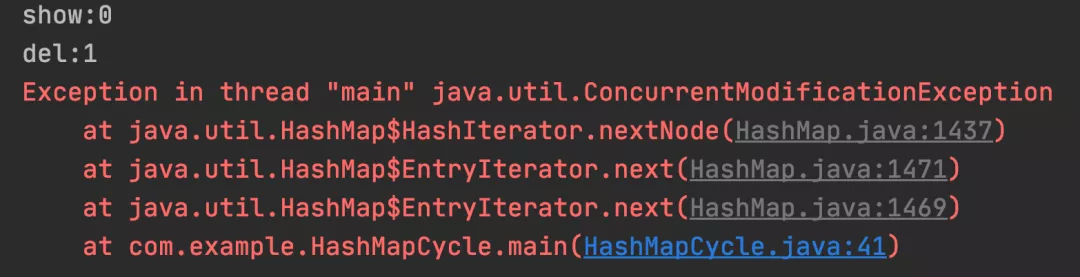 show:0
del:1
Exception in thread "main" java.util.ConcurrentModificationException
at java.util.HashMap$HashIterator.nextNode(HashMap.java:1437)
at java.util.HashMap$EntryIterator.next(HashMap.java:1471)
at java.util.HashMap$EntryIterator.next(HashMap.java:1469)
at com.example.HashMapCycle.main(HashMapCycle.java:41)